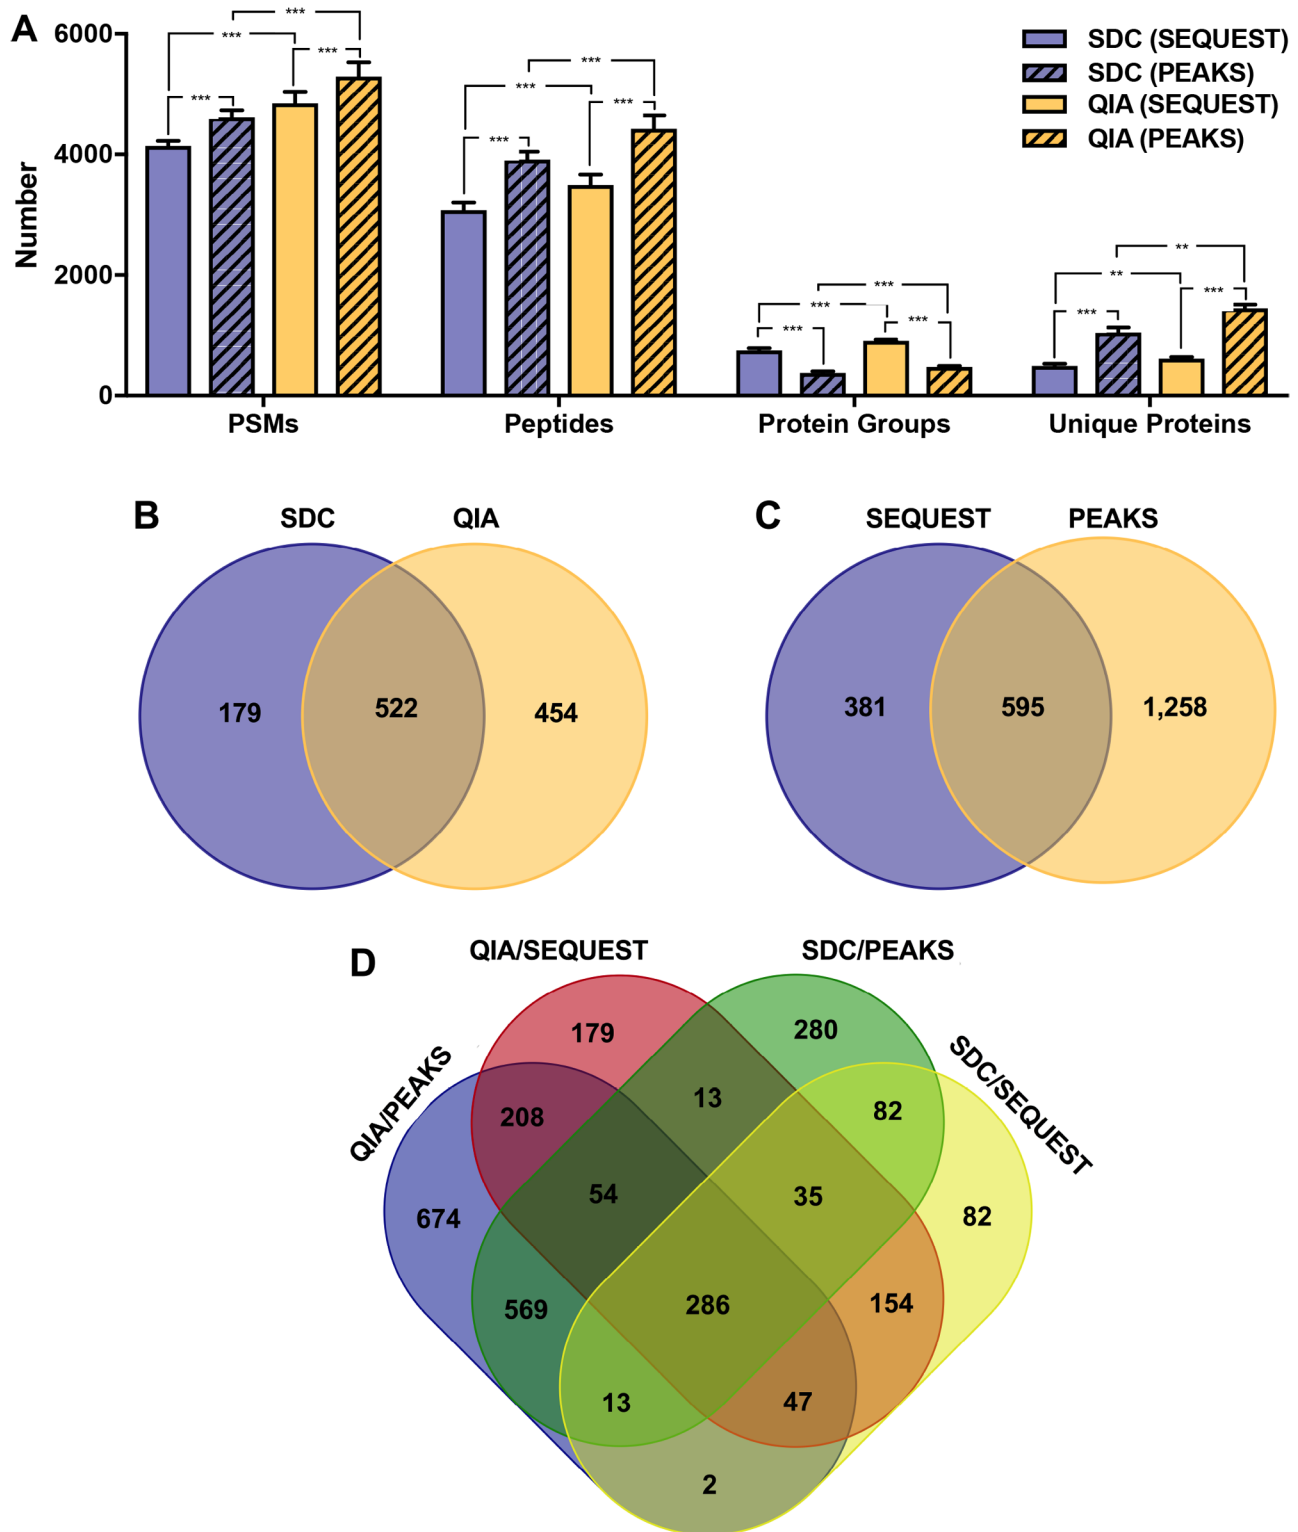 A
6000
4000
2000
0
Number
***
***
***
***
***
***
***
***
***
***
***
***
**
**
***
***
SDC (SEQUEST)
SDC (PEAKS)
QIA (SEQUEST)
QIA (PEAKS)
PSMs
Peptides
Protein Groups
Unique Proteins
B
SDC
QIA
179
522
454
C
SEQUEST
PEAKS
381
595
1,258
D
QIA/SEQUEST
SDC/PEAKS
QIA/PEAKS
SDC/SEQUEST
179
280
13
208
82
54
35
674
82
569
286
154
13
47
2